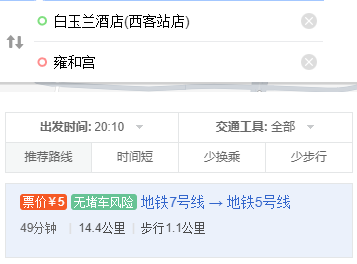 白玉兰酒店(西客站店)
雍和宫
出发时间: 20:10 交通工具: 全部
推荐路线 时间短 少换乘 少步行
票价¥5 无堵车风险 地铁7号线 → 地铁5号线
49分钟 | 14.4公里 | 步行1.1公里